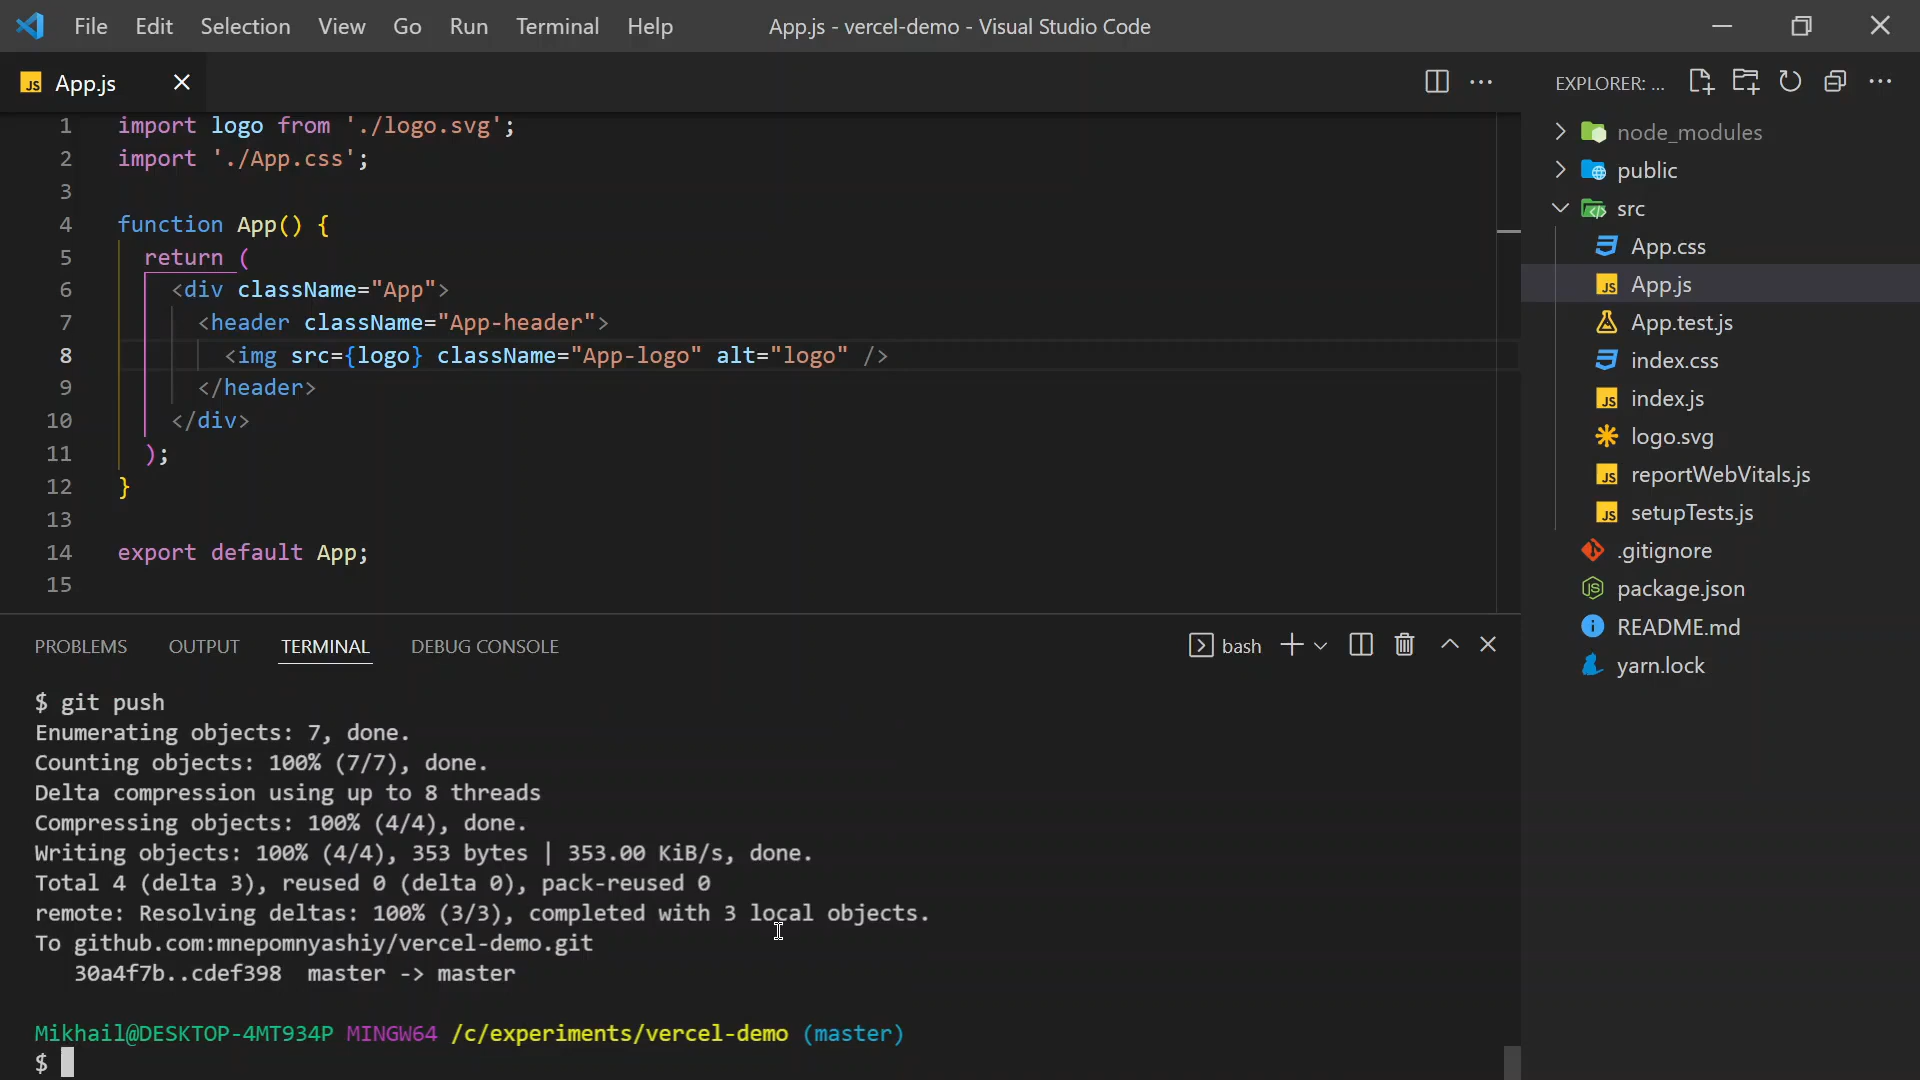 File Edit Selection View Go Run Terminal Help App.js - vercel-demo - Visual Studio Code
JS App.js
1 import logo from './logo.svg';
2 import './App.css';
3
4 function App() {
5 return (
6 <div className="App">
7 <header className="App-header">
8 <img src={logo} className="App-logo" alt="logo" />
9 </header>
10 </div>
11 );
12 }
13
14 export default App;
15
EXPLORER: ...
node_modules
public
src
App.css
JS App.js
App.test.js
index.css
JS index.js
logo.svg
JS reportWebVitals.js
JS setupTests.js
.gitignore
package.json
README.md
yarn.lock
PROBLEMS OUTPUT TERMINAL DEBUG CONSOLE bash
$ git push
Enumerating objects: 7, done.
Counting objects: 100% (7/7), done.
Delta compression using up to 8 threads
Compressing objects: 100% (4/4), done.
Writing objects: 100% (4/4), 353 bytes | 353.00 KiB/s, done.
Total 4 (delta 3), reused 0 (delta 0), pack-reused 0
remote: Resolving deltas: 100% (3/3), completed with 3 local objects.
To github.com:mnepomnyashiy/vercel-demo.git
30a4f7b..cdef398 master -> master
Mikhail@DESKTOP-4MT934P MINGW64 /c/experiments/vercel-demo (master)
$